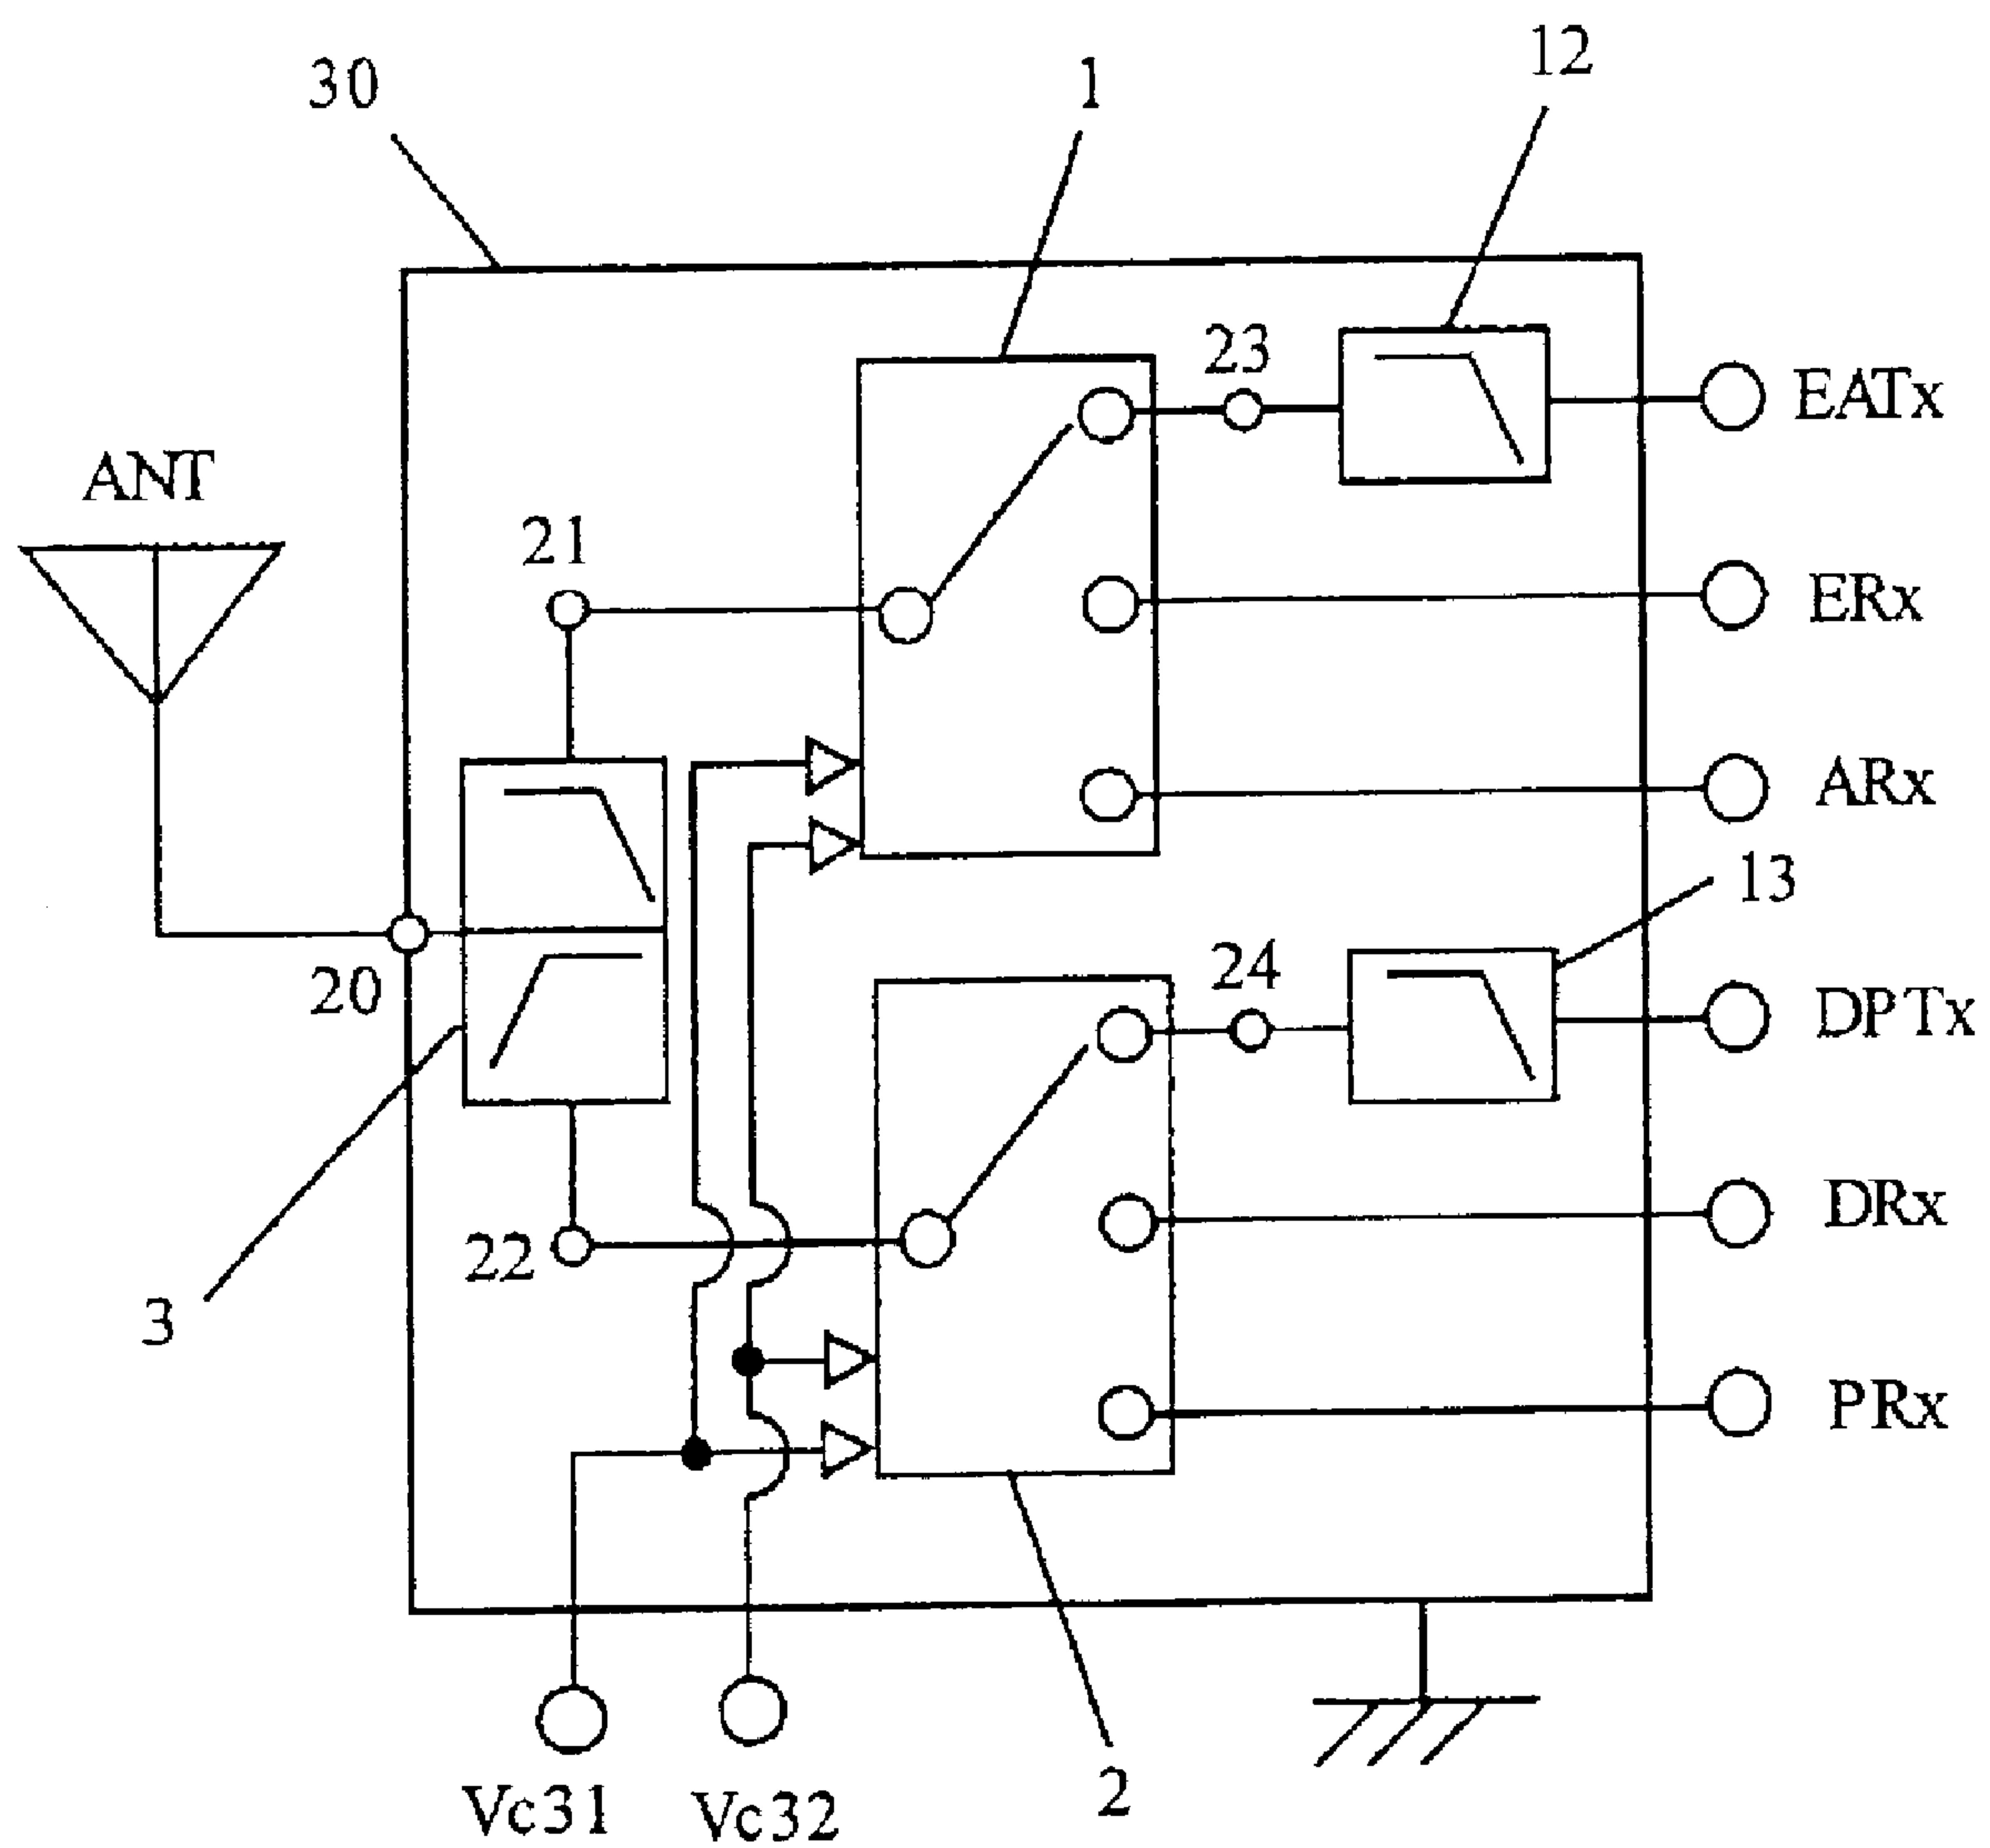 30
1
12
23
EATx
ANT
21
ERx
ARx
13
20
24
DPTx
22
DRx
3
PRx
Vc31
Vc32
2